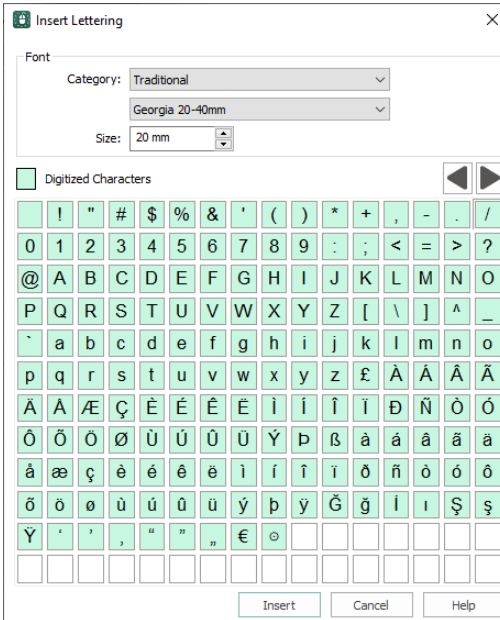 Insert Lettering
Font
Category: Traditional
Georgia 20-40mm
Size: 20 mm
Digitized Characters
! " # $ % & ' ( ) * + , - . /
0 1 2 3 4 5 6 7 8 9 : ; < = > ?
@ A B C D E F G H I J K L M N O
P Q R S T U V W X Y Z [ \ ] ^ _
` a b c d e f g h i j k l m n o
p q r s t u v w x y z £ À Á Â Ã
Ä Å Æ Ç È É Ê Ë Ì Í Î Ï Đ Ñ Ò Ó
Ô Ő Ö Ø Ù Ú Û Ü Ý Þ ß à á â ã ä
å æ ç è é ê ë ì í î ï ð ñ ò ó ô
ő ö ø ù ú û ü ý þ ÿ Ğ ğ İ ı Ş ş
Ÿ ‘ ’ ‚ “ ” „ € ⊙
Insert Cancel Help